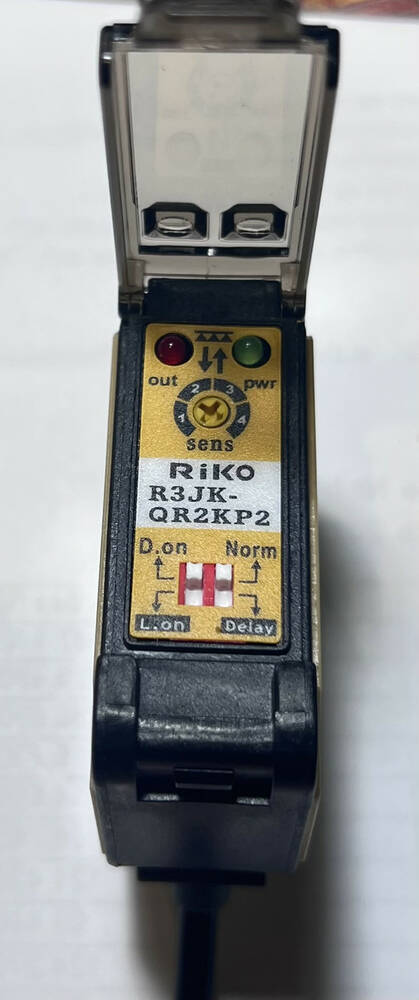 out pwr
1 2 3 4
sens
RiKO
R3JK-
QR2KP2
D.on Norm
L.on Delay